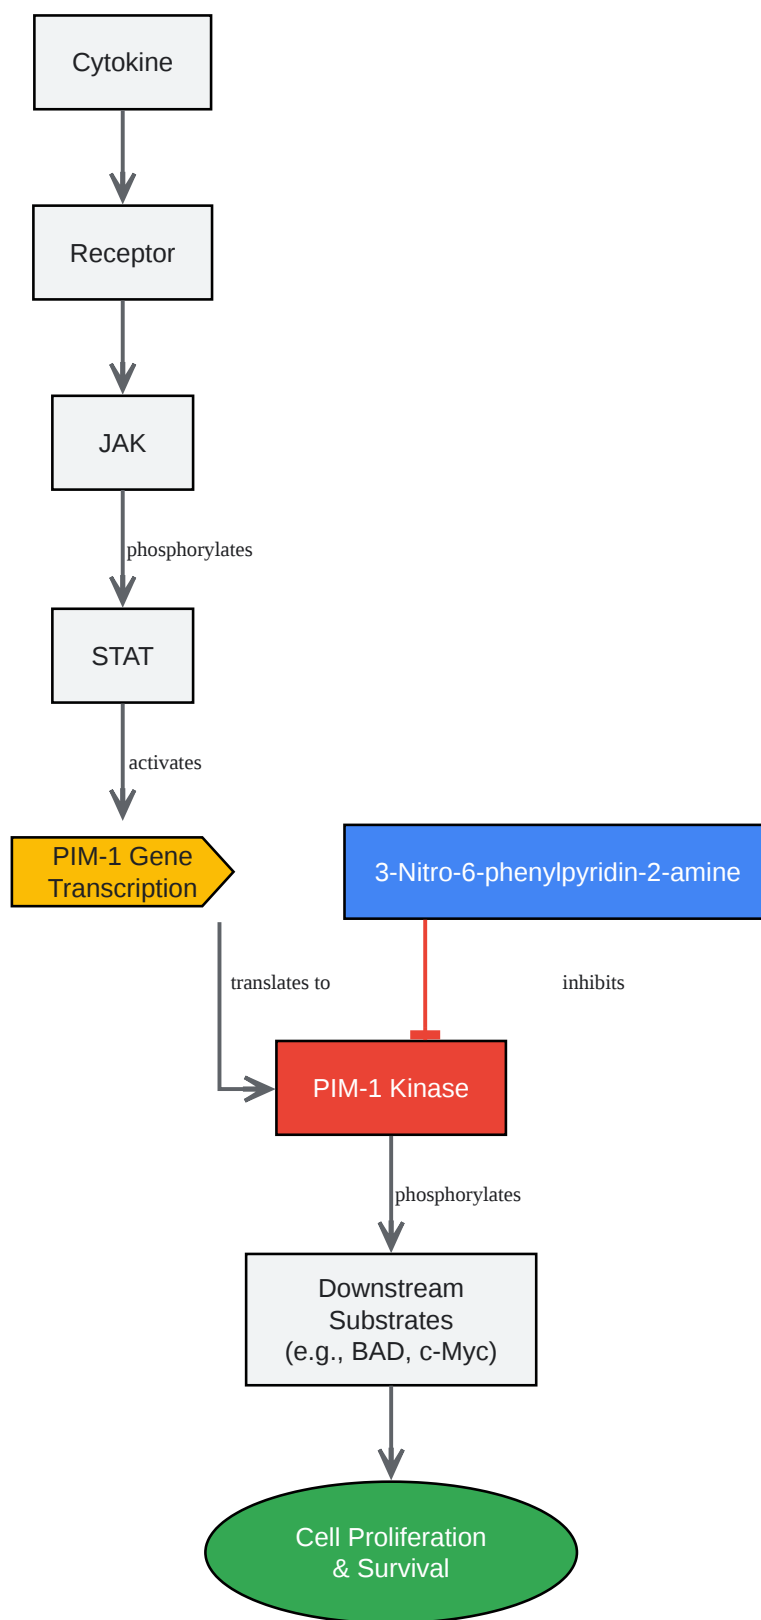 Cytokine
Receptor
JAK
phosphorylates
STAT
activates
PIM-1 Gene
Transcription
3-Nitro-6-phenylpyridin-2-amine
translates to
inhibits
PIM-1 Kinase
phosphorylates
Downstream
Substrates
(e.g., BAD, c-Myc)
Cell Proliferation
& Survival